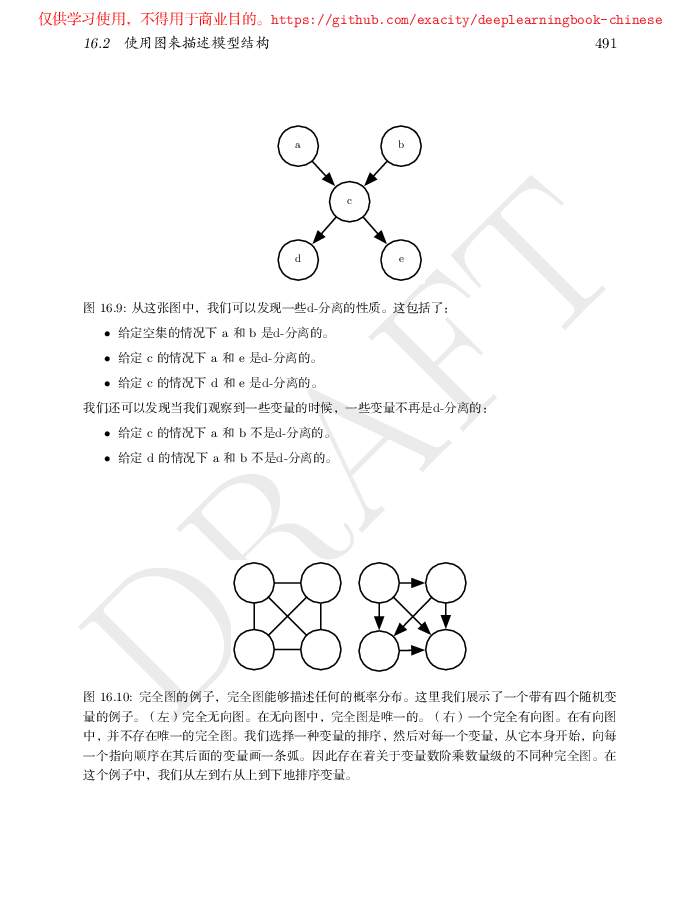 仅供学习使用，不得用于商业目的。https://github.com/exacity/deeplearningbook-chinese
16.2 使用图来描述模型结构 491
a b
c
d e
图 16.9: 从这张图中，我们可以发现一些d-分离的性质。这包括了：
• 给定空集的情况下 a 和 b 是d-分离的。
• 给定 c 的情况下 a 和 e 是d-分离的。
• 给定 c 的情况下 d 和 e 是d-分离的。
我们还可以发现当我们观察到一些变量的时候，一些变量不再是d-分离的：
• 给定 c 的情况下 a 和 b 不是d-分离的。
• 给定 d 的情况下 a 和 b 不是d-分离的。
DRAFT
图 16.10: 完全图的例子，完全图能够描述任何的概率分布。这里我们展示了一个带有四个随机变
量的例子。（左）完全无向图。在无向图中，完全图是唯一的。（右）一个完全有向图。在有向图
中，并不存在唯一的完全图。我们选择一种变量的排序，然后对每一个变量，从它本身开始，向每
一个指向顺序在其后面的变量画一条弧。因此存在着关于变量数阶乘数量级的不同种完全图。在
这个例子中，我们从左到右从上到下地排序变量。